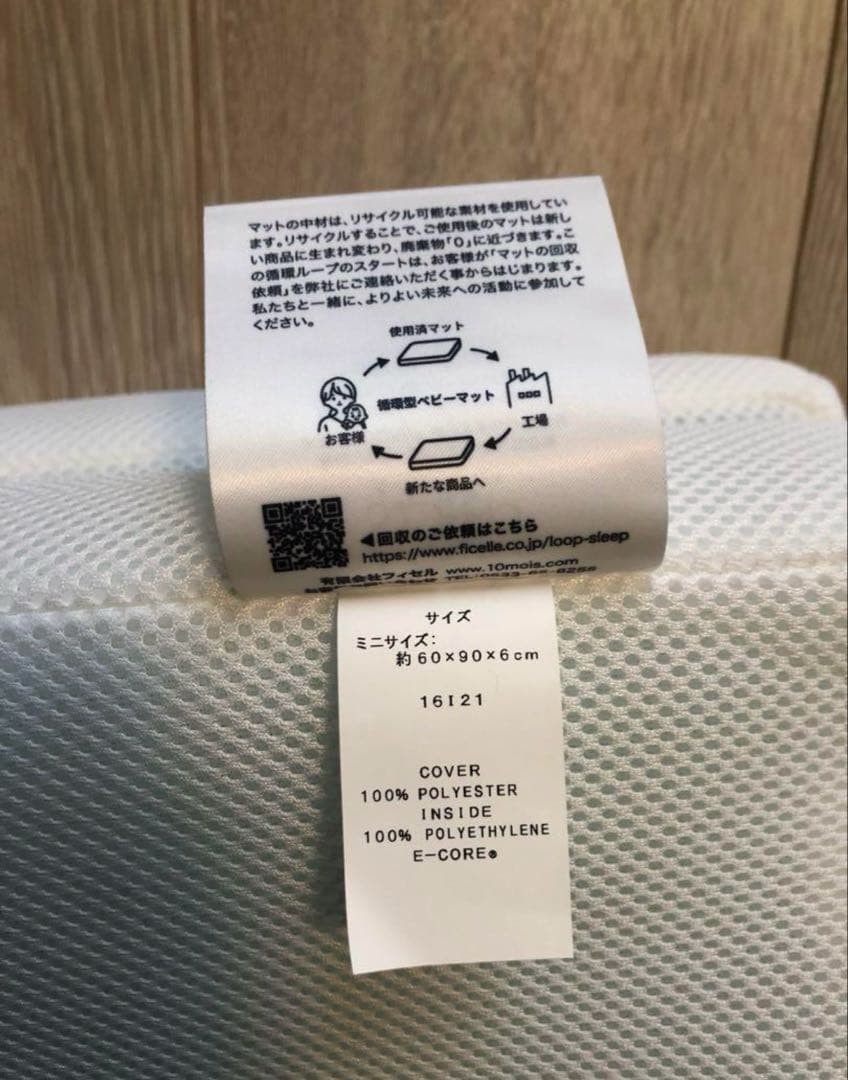 マットの中材は、リサイクル可能な素材を使用してい
ます。リサイクルすることで、ご使用後のマットは新し
い商品に生まれ変わり、廃棄物「0」に近づきます。こ
の循環ループのスタートは、お客様が「マットの回収
依頼」を弊社にご連絡いただく事からはじまります。
私たちと一緒に、よりよい未来への活動に参加して
ください。
使用済マット
循環型ベビーマット
お客様
工場
新たな商品へ
◀回収のご依頼はこちら
https://www.ficelle.co.jp/loop-sleep
有限会社フィセル www.10mois.com
サイズ
ミニサイズ:
約60×90×6cm
16I21
COVER
100% POLYESTER
INSIDE
100% POLYETHYLENE
E-CORE®